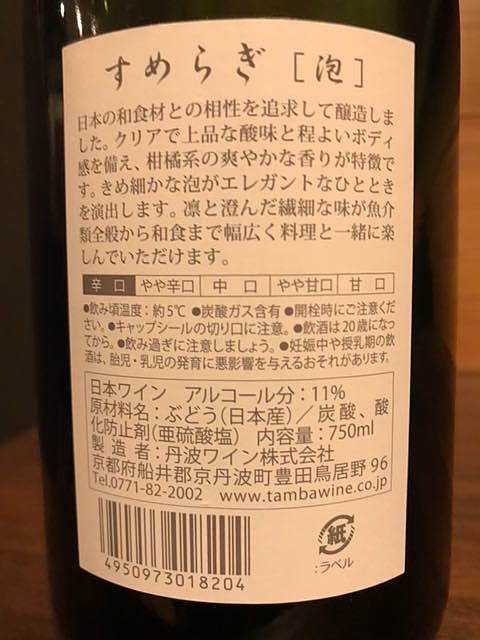 すめらぎ［泡］
日本の和食材との相性を追求して醸造しま
した。クリアで上品な酸味と程よいボディ
感を備え、柑橘系の爽やかな香りが特徴で
す。きめ細かな泡がエレガントなひととき
を演出します。凛と澄んだ繊細な味が魚介
類全般から和食まで幅広く料理と一緒に楽
しんでいただけます。
辛口 やや辛口 中口 やや甘口 甘口
●飲み頃温度：約5℃ ●炭酸ガス含有 ●開栓時にご注意くだ
さい。●キャップシールの切り口に注意。●飲酒は20歳になっ
てから。●飲み過ぎに注意しましょう。●妊娠中や授乳期の飲
酒は、胎児・乳児の発育に悪影響を与えるおそれがあります。
日本ワイン アルコール分：11%
原材料名：ぶどう（日本産）／炭酸、酸
化防止剤（亜硫酸塩） 内容量：750ml
製造者：丹波ワイン株式会社
京都府船井郡京丹波町豊田鳥居野 96
Tel.0771-82-2002 www.tambawine.co.jp
4950973018204
紙
：ラベル